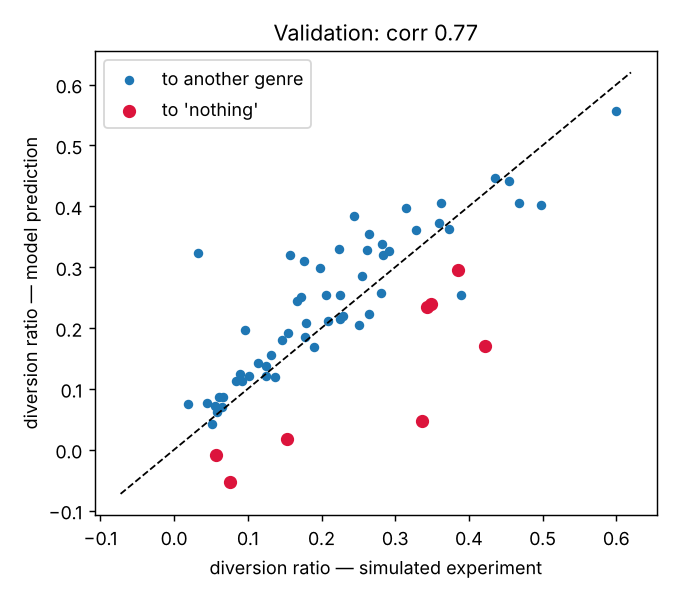 Validation: corr 0.77
to another genre
to 'nothing'
diversion ratio — model prediction
0.6
0.5
0.4
0.3
0.2
0.1
0.0
−0.1
−0.1 0.0 0.1 0.2 0.3 0.4 0.5 0.6
diversion ratio — simulated experiment